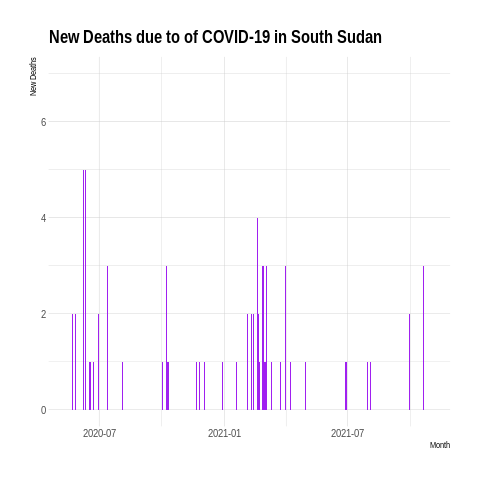 New Deaths due to of COVID-19 in South Sudan
New Deaths
6
4
2
0
2020-07 2021-01 2021-07
Month